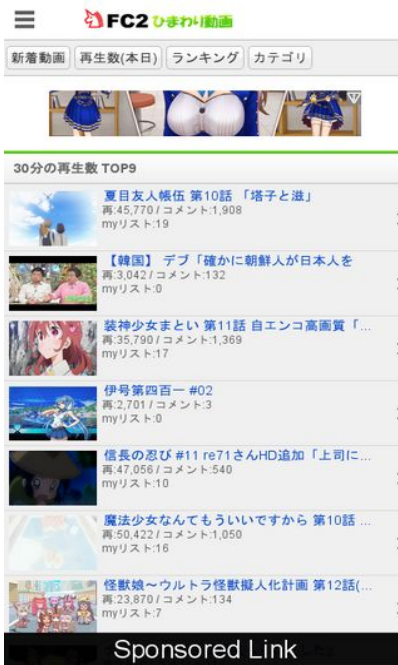 FC2 ひまわり動画
新着動画 再生数(本日) ランキング カテゴリ
30分の再生数 TOP9
夏目友人帳伍 第10話 「塔子と滋」
再:45,770 / コメント:1,908
myリスト:19
【韓国】 デブ「確かに朝鮮人が日本人を
再:3,042 / コメント:132
myリスト:0
装神少女まとい 第11話 自エンコ高画質「...
再:35,790 / コメント:1,369
myリスト:17
伊号第四百一 #02
再:2,701 / コメント:3
myリスト:0
信長の忍び #11 re71さんHD追加「上司に...
再:47,056 / コメント:540
myリスト:10
魔法少女なんてもういいですから 第10話 ...
再:50,422 / コメント:1,050
myリスト:16
怪獣娘～ウルトラ怪獣擬人化計画 第12話(...
再:23,870 / コメント:134
myリスト:7
Sponsored Link